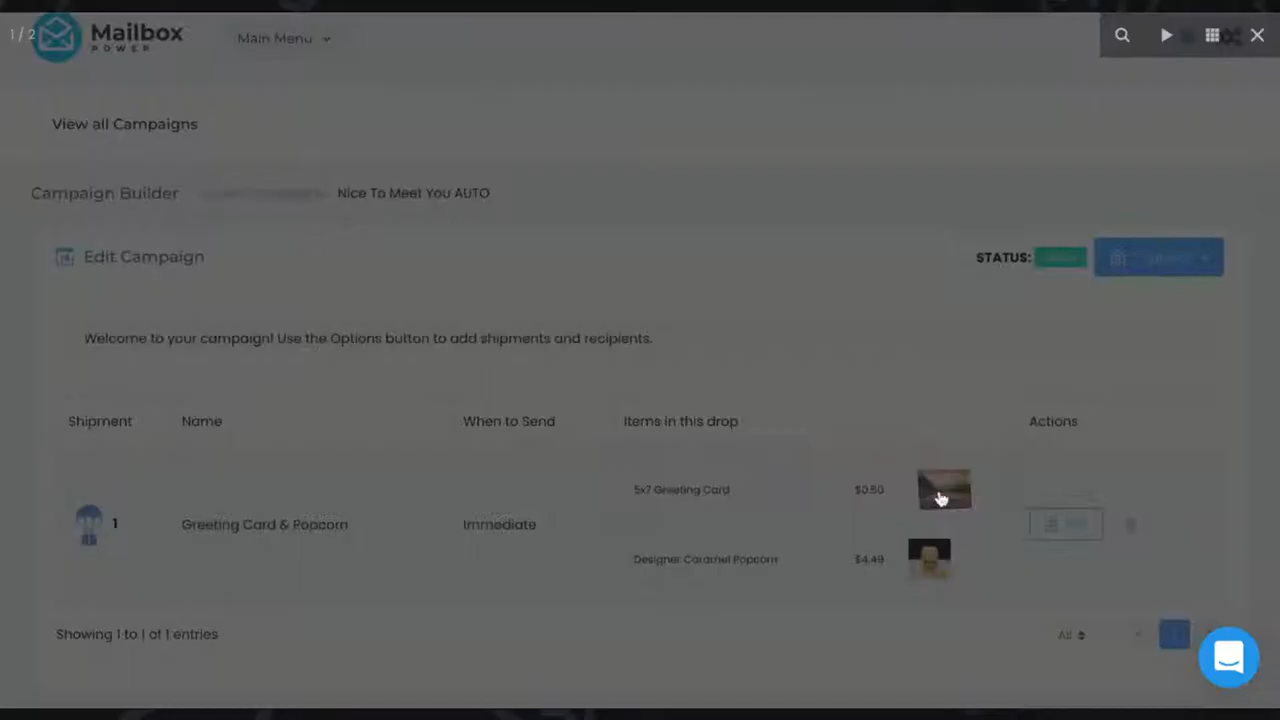 1 / 2
Mailbox
POWER
Main Menu
View all Campaigns
Campaign Builder Nice To Meet You AUTO
Edit Campaign
STATUS:
Welcome to your campaign! Use the Options button to add shipments and recipients.
Shipment Name When to Send Items in this drop Actions
5x7 Greeting Card $0.50
1 Greeting Card & Popcorn Immediate
Designer Caramel Popcorn $4.49
Showing 1 to 1 of 1 entries
All